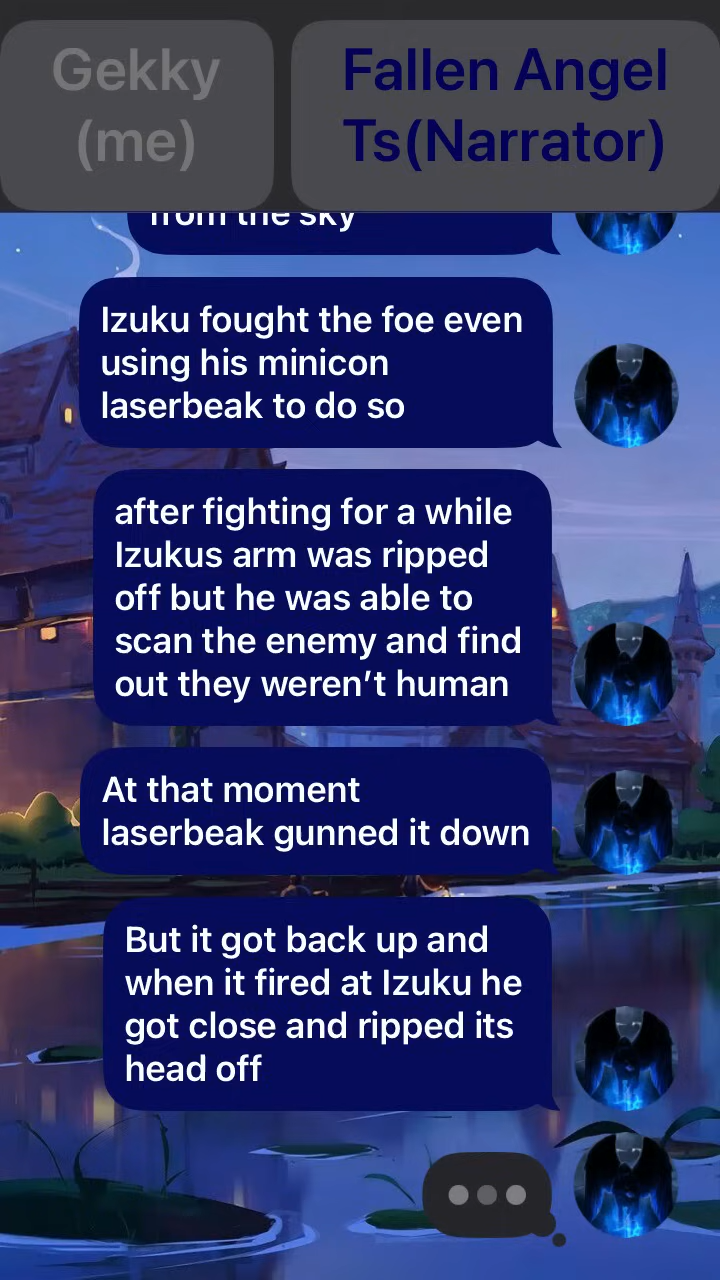 Gekky
(me)
Fallen Angel
Ts(Narrator)
from the sky
Izuku fought the foe even
using his minicon
laserbeak to do so
after fighting for a while
Izukus arm was ripped
off but he was able to
scan the enemy and find
out they weren’t human
At that moment
laserbeak gunned it down
But it got back up and
when it fired at Izuku he
got close and ripped its
head off